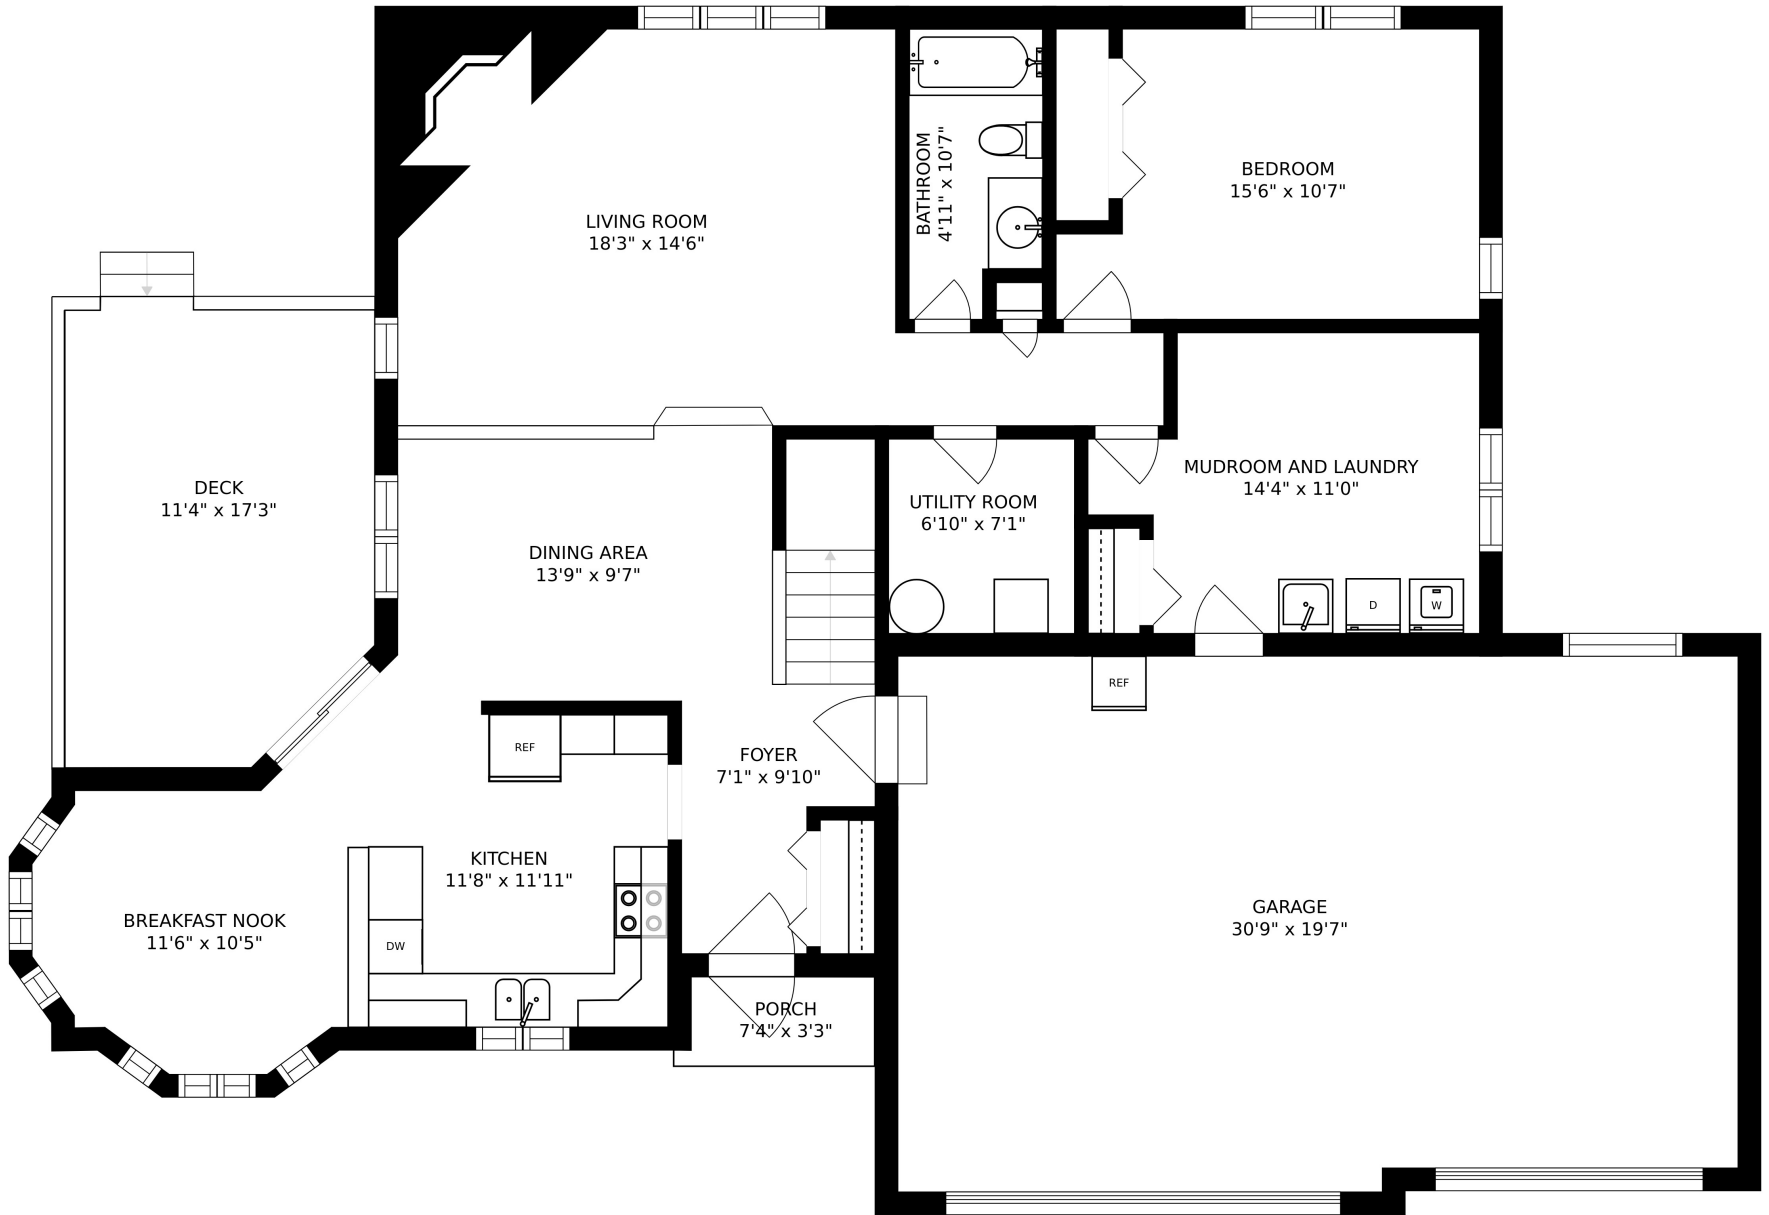 LIVING ROOM
18'3" x 14'6"
BATHROOM
4'11" x 10'7"
BEDROOM
15'6" x 10'7"
DECK
11'4" x 17'3"
DINING AREA
13'9" x 9'7"
UTILITY ROOM
6'10" x 7'1"
MUDROOM AND LAUNDRY
14'4" x 11'0"
D
W
REF
REF
FOYER
7'1" x 9'10"
KITCHEN
11'8" x 11'11"
BREAKFAST NOOK
11'6" x 10'5"
DW
GARAGE
30'9" x 19'7"
PORCH
7'4" x 3'3"